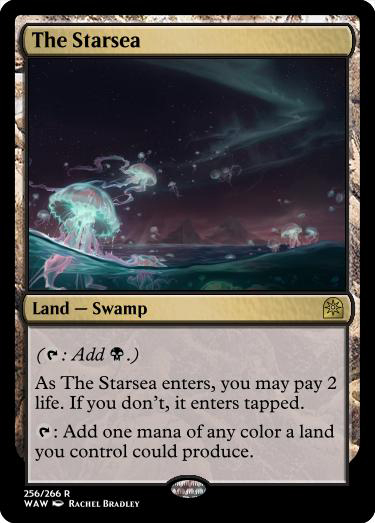 The Starsea
Land — Swamp
(: Add .)
As The Starsea enters, you may pay 2
life. If you don't, it enters tapped.
: Add one mana of any color a land
you control could produce.
256/266 R
WAW Rachel Bradley